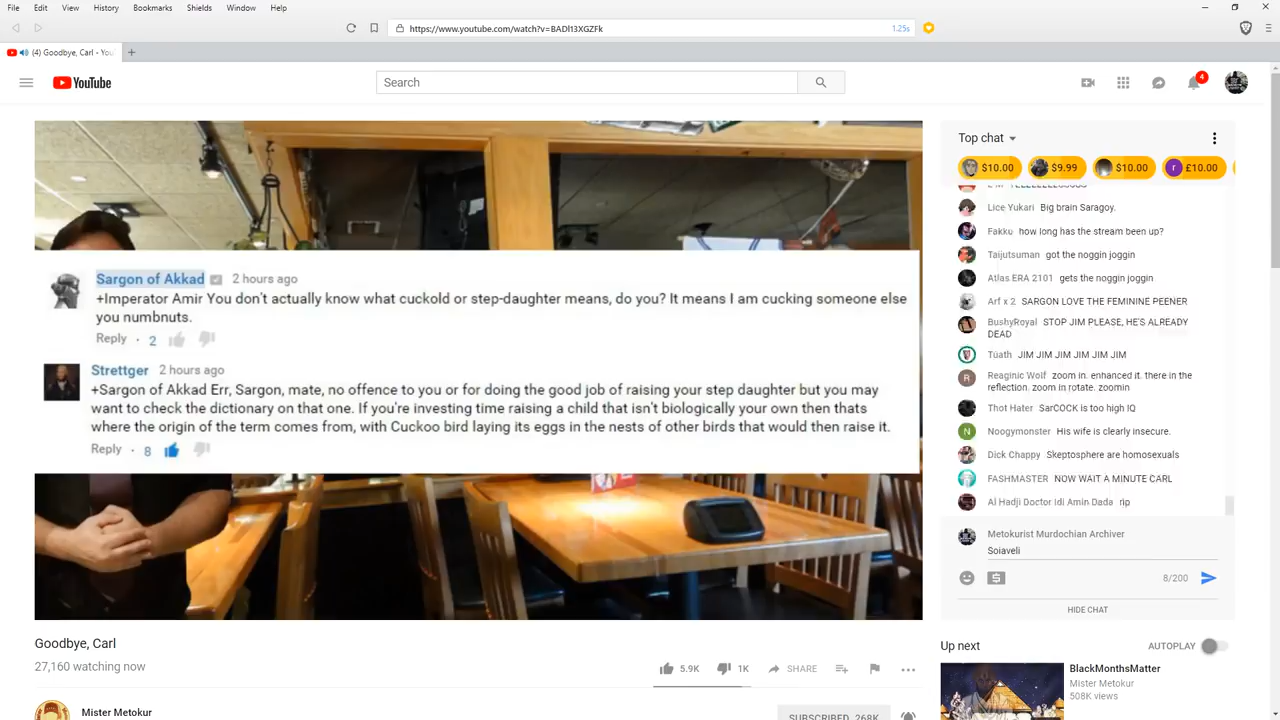 File Edit View History Bookmarks Shields Window Help
https://www.youtube.com/watch?v=BADl13XGZFk 1.25s
(4) Goodbye, Carl - You
YouTube
Search
4
Sargon of Akkad 2 hours ago
+Imperator Amir You don't actually know what cuckold or step-daughter means, do you? It means I am cucking someone else
you numbnuts.
Reply · 2
Strettger 2 hours ago
+Sargon of Akkad Err, Sargon, mate, no offence to you or for doing the good job of raising your step daughter but you may
want to check the dictionary on that one. If you're investing time raising a child that isn't biologically your own then thats
where the origin of the term comes from, with Cuckoo bird laying its eggs in the nests of other birds that would then raise it.
Reply · 8
Goodbye, Carl
27,160 watching now
5.9K 1K SHARE
Mister Metokur
SUBSCRIBED 268K
Top chat
$10.00 $9.99 $10.00 r £10.00
Lice Yukari Big brain Saragoy.
Fakku how long has the stream been up?
Taijutsuman got the noggin joggin
Atlas ERA 2101 gets the noggin joggin
Arf x 2 SARGON LOVE THE FEMININE PEENER
BushyRoyal STOP JIM PLEASE, HE'S ALREADY
DEAD
Túath JIM JIM JIM JIM JIM JIM
R Reaginic Wolf zoom in. enhanced it. there in the
reflection. zoom in rotate. zoomin
Thot Hater SarCOCK is too high IQ
N Noogymonster His wife is clearly insecure.
Dick Chappy Skeptosphere are homosexuals
FASHMASTER NOW WAIT A MINUTE CARL
Al Hadji Doctor Idi Amin Dada rip
Metokurist Murdochian Archiver
Soiaveli
8/200
HIDE CHAT
Up next AUTOPLAY
BlackMonthsMatter
Mister Metokur
508K views